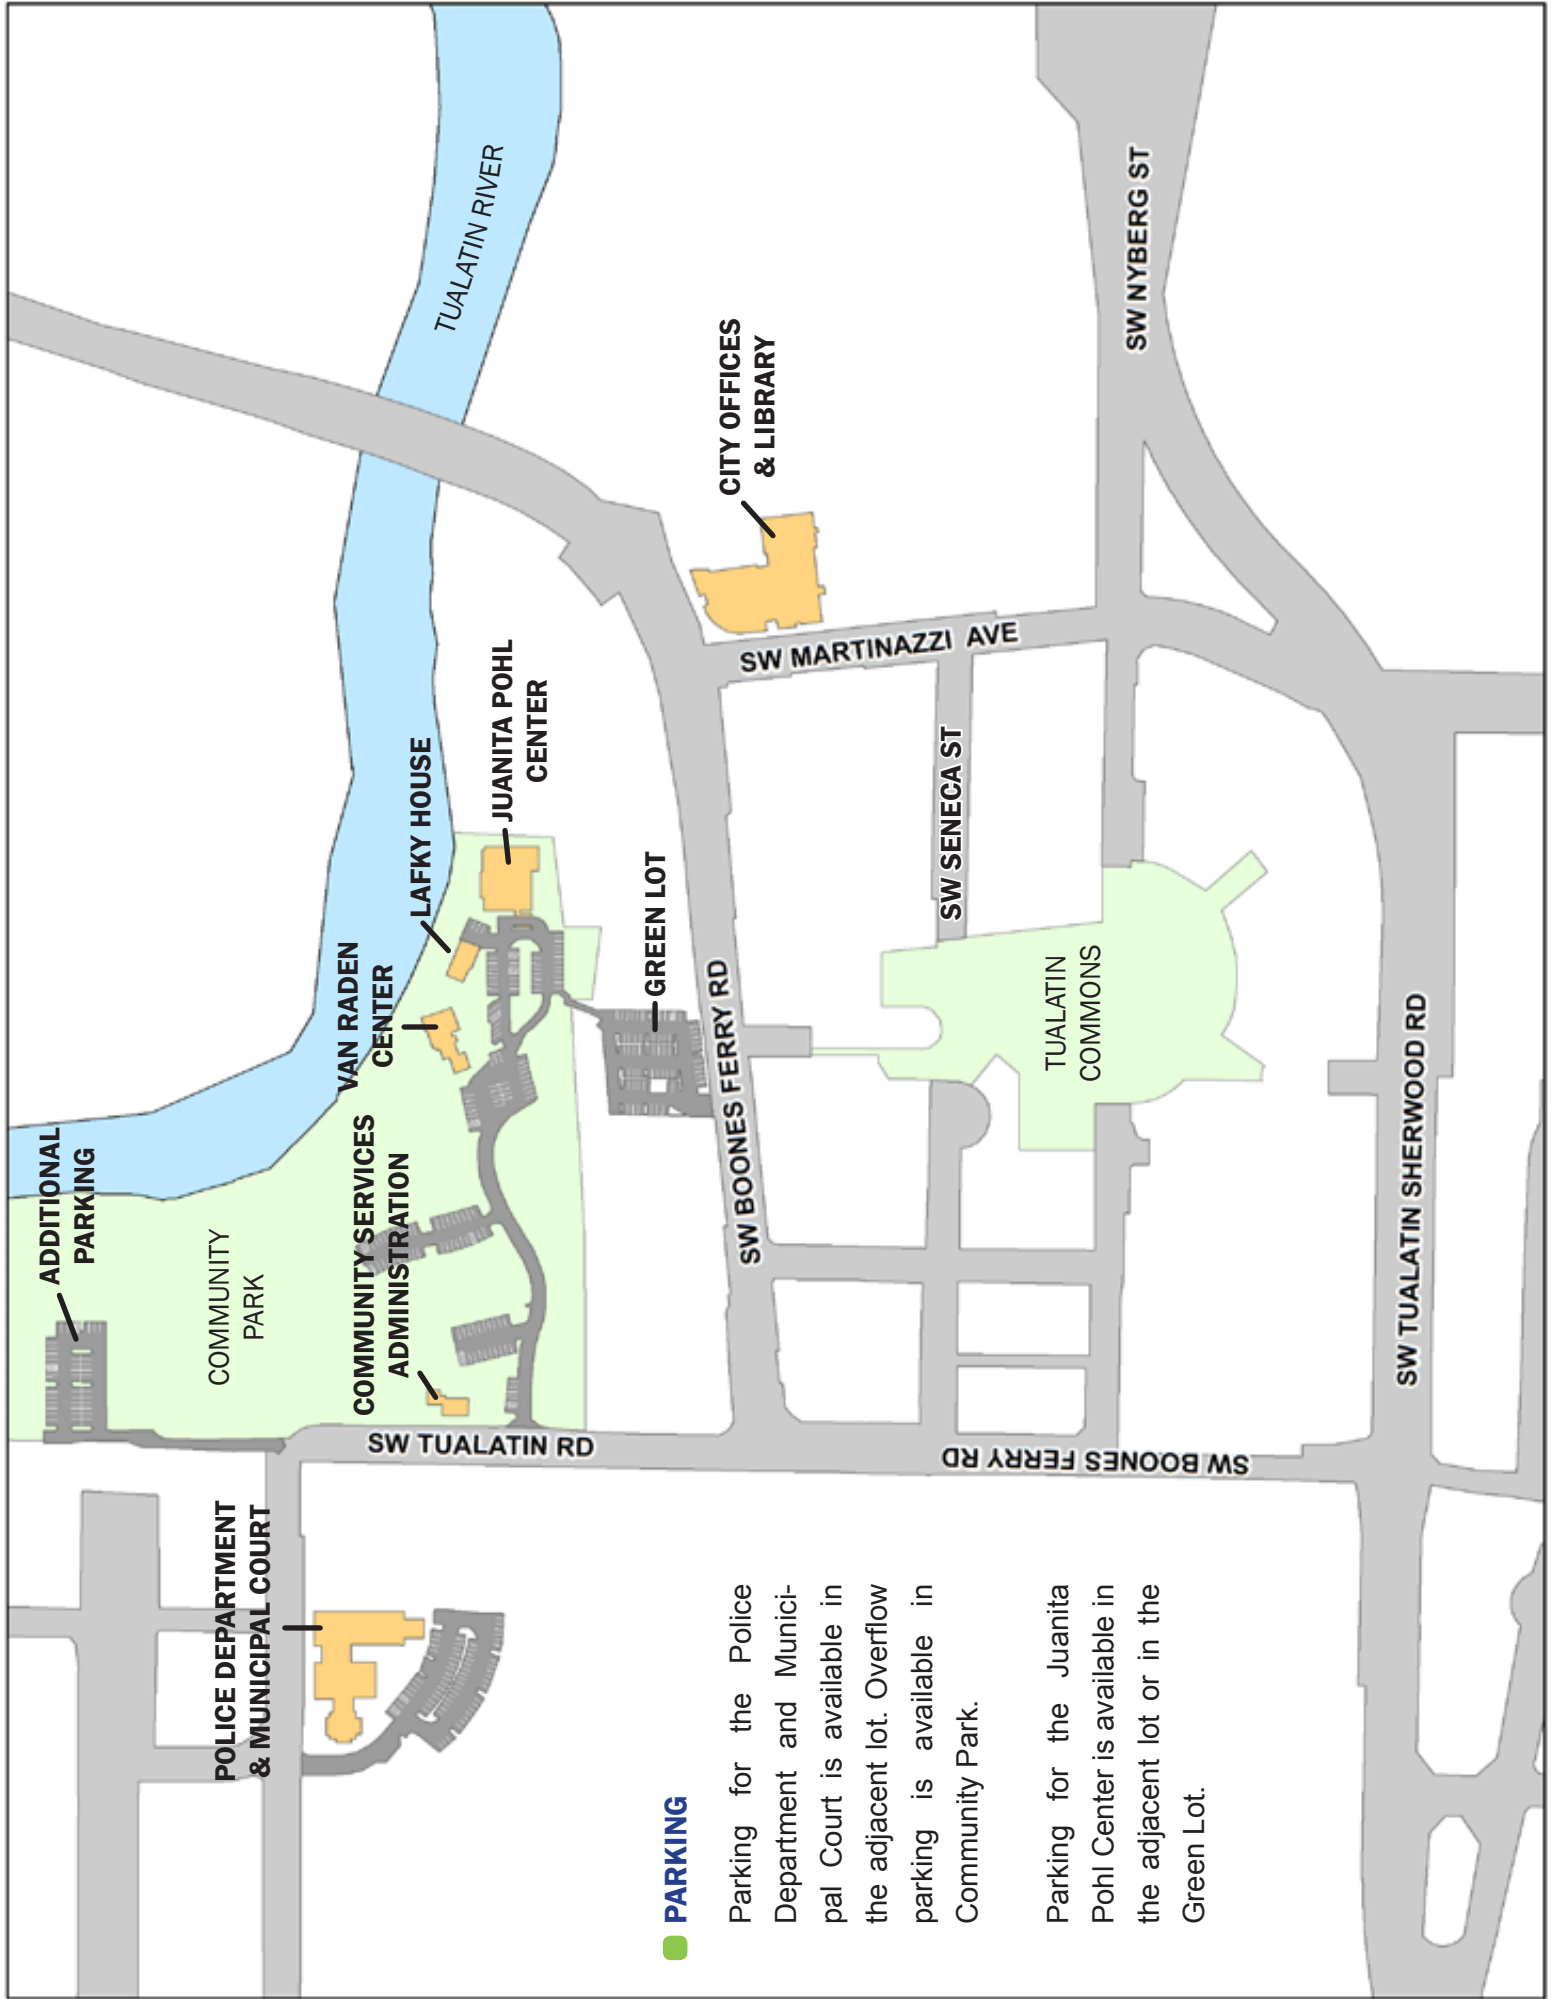 POLICE DEPARTMENT
& MUNICIPAL COURT
ADDITIONAL
PARKING
COMMUNITY
PARK
COMMUNITY SERVICES
ADMINISTRATION
VAN RADEN
CENTER
LAFKY HOUSE
JUANITA POHL
CENTER
TUALATIN RIVER
SW TUALATIN RD
GREEN LOT
CITY OFFICES
& LIBRARY
SW BOONES FERRY RD
SW MARTINAZZI AVE
SW SENECA ST
SW BOONES FERRY RD
TUALATIN
COMMONS
SW NYBERG ST
SW TUALATIN SHERWOOD RD
PARKING
Parking for the Police
Department and Munici-
pal Court is available in
the adjacent lot. Overflow
parking is available in
Community Park.
Parking for the Juanita
Pohl Center is available in
the adjacent lot or in the
Green Lot.